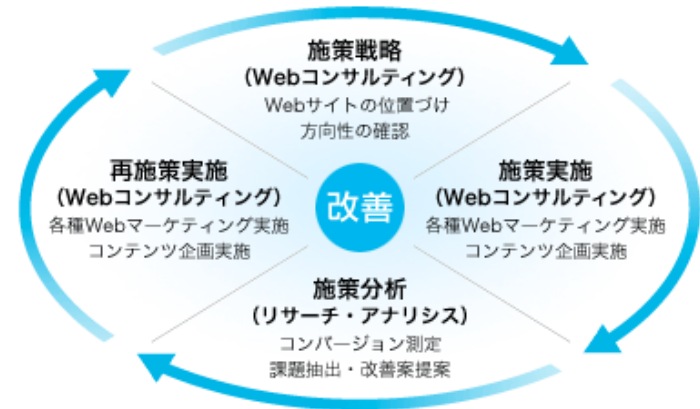 施策戦略
(Webコンサルティング)
Webサイトの位置づけ
方向性の確認
再施策実施
(Webコンサルティング)
各種Webマーケティング実施
コンテンツ企画実施
改善
施策実施
(Webコンサルティング)
各種Webマーケティング実施
コンテンツ企画実施
施策分析
(リサーチ・アナリシス)
コンバージョン測定
課題抽出・改善案提案